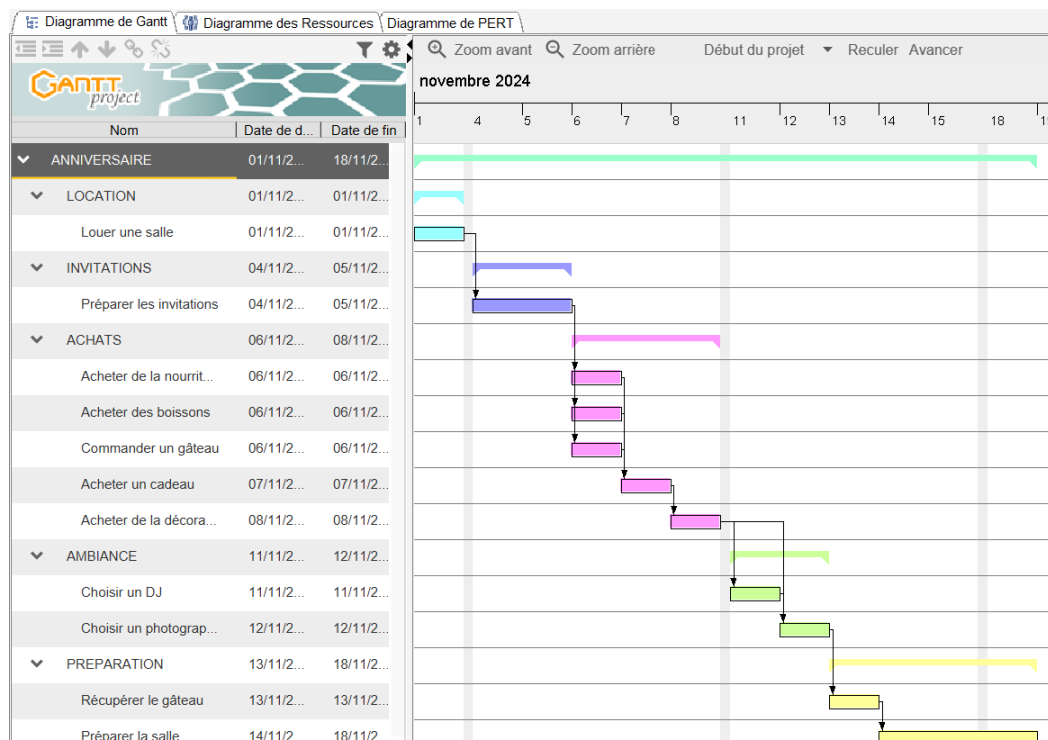 Diagramme de Gantt Diagramme des Ressources Diagramme de PERT
Zoom avant Zoom arrière Début du projet Reculer Avancer
novembre 2024
GANTT
project
1 4 5 6 7 8 11 12 13 14 15 18
Nom Date de d... Date de fin
ANNIVERSAIRE 01/11/2... 18/11/2...
LOCATION 01/11/2... 01/11/2...
Louer une salle 01/11/2... 01/11/2...
INVITATIONS 04/11/2... 05/11/2...
Préparer les invitations 04/11/2... 05/11/2...
ACHATS 06/11/2... 08/11/2...
Acheter de la nourrit... 06/11/2... 06/11/2...
Acheter des boissons 06/11/2... 06/11/2...
Commander un gâteau 06/11/2... 06/11/2...
Acheter un cadeau 07/11/2... 07/11/2...
Acheter de la décora... 08/11/2... 08/11/2...
AMBIANCE 11/11/2... 12/11/2...
Choisir un DJ 11/11/2... 11/11/2...
Choisir un photograp... 12/11/2... 12/11/2...
PREPARATION 13/11/2... 18/11/2...
Récupérer le gâteau 13/11/2... 13/11/2...
Préparer la salle 14/11/2... 18/11/2...